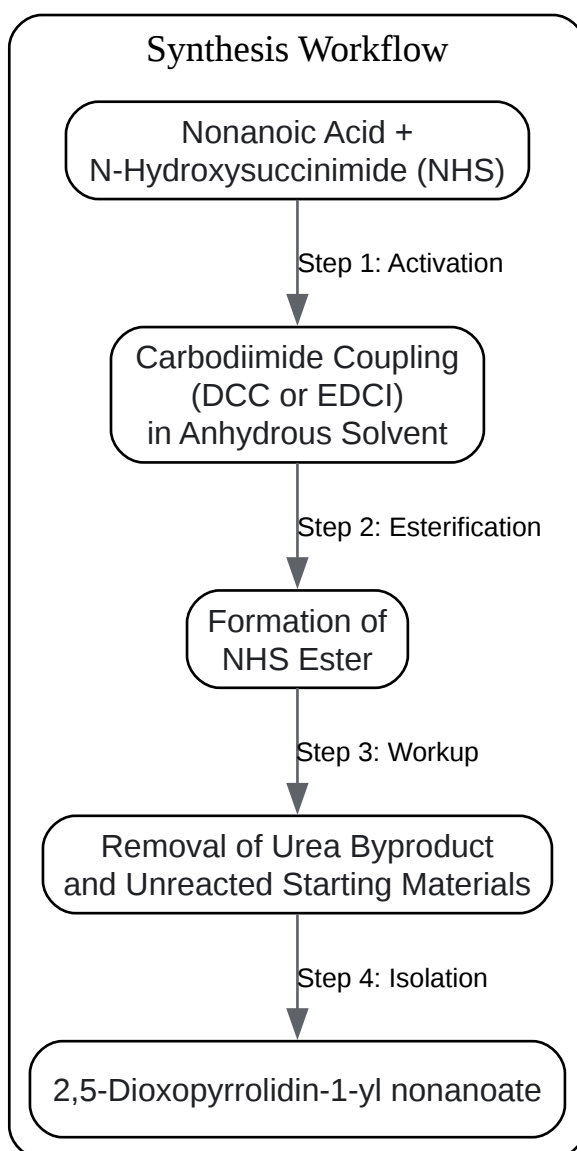 Synthesis Workflow
Nonanoic Acid +
N-Hydroxysuccinimide (NHS)
Step 1: Activation
Carbodiimide Coupling
(DCC or EDCI)
in Anhydrous Solvent
Step 2: Esterification
Formation of
NHS Ester
Step 3: Workup
Removal of Urea Byproduct
and Unreacted Starting Materials
Step 4: Isolation
2,5-Dioxopyrrolidin-1-yl nonanoate